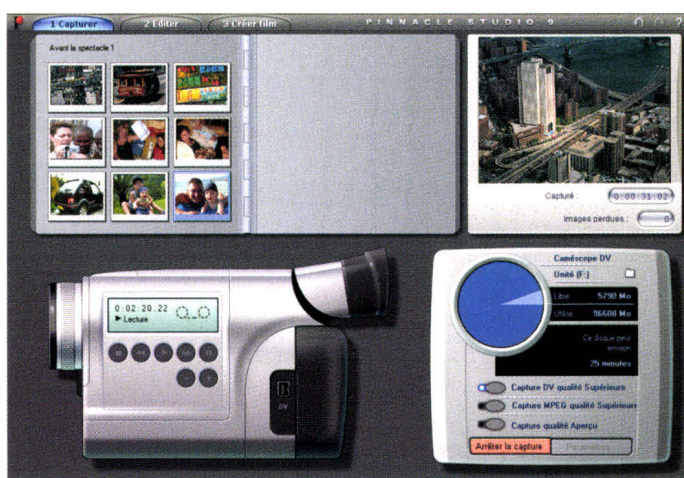 1 Capturer
2 Editer
3 Créer film
PINNACLE STUDIO 9
?
Avant la spectacle 1
Capturé :
0:00:31.02
Images perdues :
0
0:02:20.22
Lecture
DV
Caméscope DV
Unité (F:)
Libre 5790 Mo
Utilisé 96608 Mo
Ce disque peut
25 minutes
Capture DV qualité Supérieure
Capture MPEG qualité Supérieure
Capture qualité Aperçu
Arrêter la capture
Paramètres